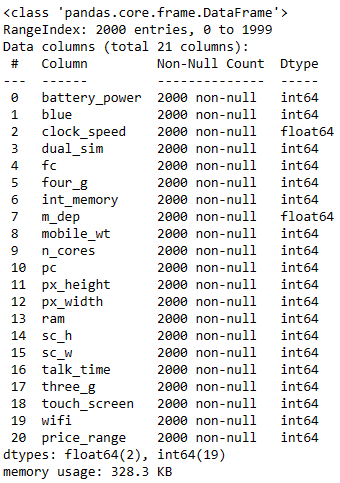 <class 'pandas.core.frame.DataFrame'>
RangeIndex: 2000 entries, 0 to 1999
Data columns (total 21 columns):
 #   Column         Non-Null Count  Dtype
---  ------         --------------  -----
 0   battery_power  2000 non-null   int64
 1   blue           2000 non-null   int64
 2   clock_speed    2000 non-null   float64
 3   dual_sim       2000 non-null   int64
 4   fc             2000 non-null   int64
 5   four_g         2000 non-null   int64
 6   int_memory     2000 non-null   int64
 7   m_dep          2000 non-null   float64
 8   mobile_wt      2000 non-null   int64
 9   n_cores        2000 non-null   int64
 10  pc             2000 non-null   int64
 11  px_height      2000 non-null   int64
 12  px_width       2000 non-null   int64
 13  ram            2000 non-null   int64
 14  sc_h           2000 non-null   int64
 15  sc_w           2000 non-null   int64
 16  talk_time      2000 non-null   int64
 17  three_g        2000 non-null   int64
 18  touch_screen   2000 non-null   int64
 19  wifi           2000 non-null   int64
 20  price_range    2000 non-null   int64
dtypes: float64(2), int64(19)
memory usage: 328.3 KB